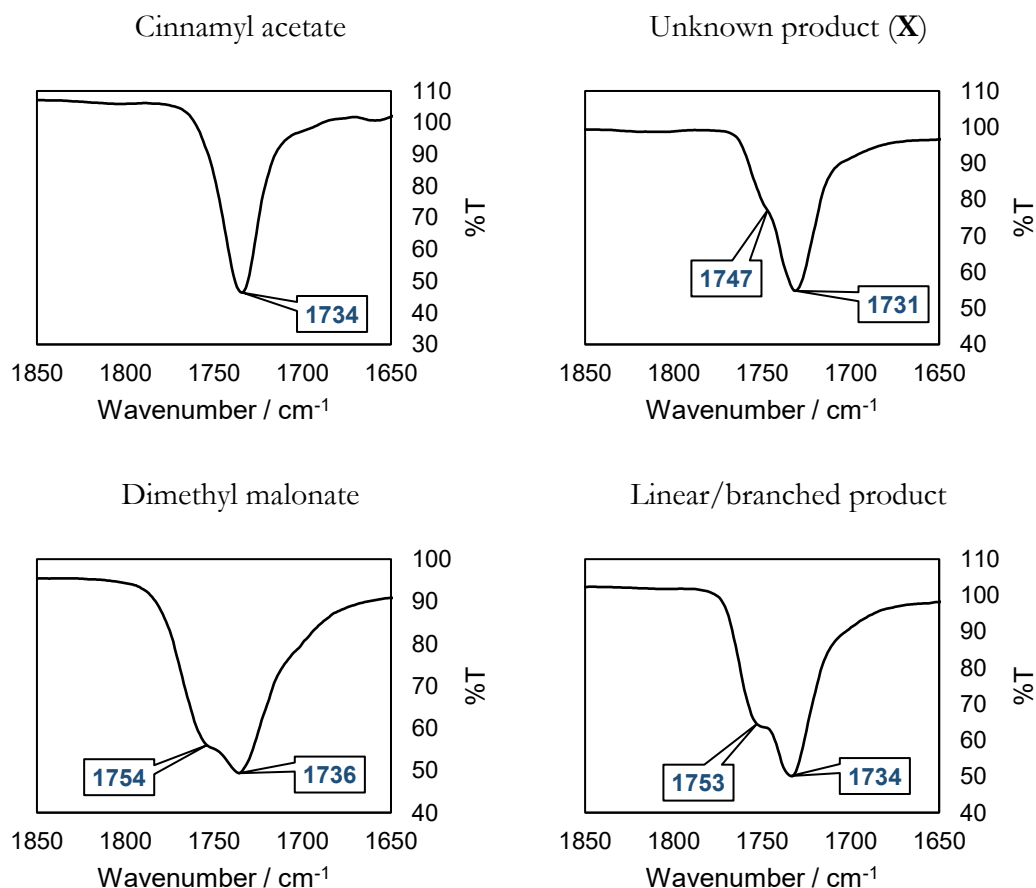 Cinnamyl acetate
Unknown product (X)
110
100
90
80
70
60
50
40
30
%T
1734
1850 1800 1750 1700 1650
Wavenumber / cm-1
110
100
90
80
70
60
50
40
%T
1747
1731
1850 1800 1750 1700 1650
Wavenumber / cm-1
Dimethyl malonate
Linear/branched product
100
90
80
70
60
50
40
%T
1754
1736
1850 1800 1750 1700 1650
Wavenumber / cm-1
110
100
90
80
70
60
50
40
%T
1753
1734
1850 1800 1750 1700 1650
Wavenumber / cm-1